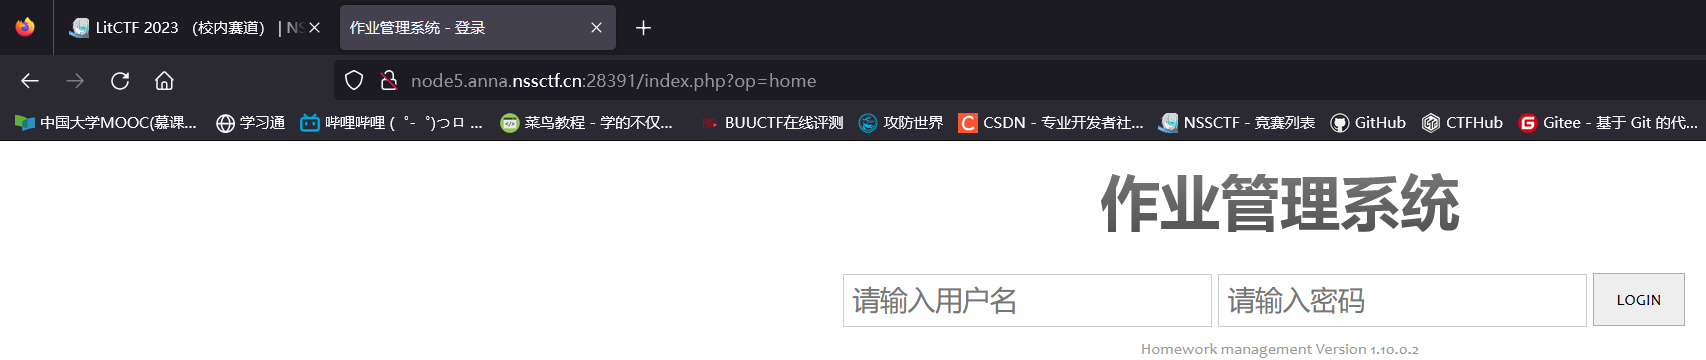 LitCTF 2023 （校内赛道） | NS
作业管理系统 - 登录
node5.anna.nssctf.cn:28391/index.php?op=home
中国大学MOOC(慕课... 学习通 哔哩哔哩 ( ゜- ゜)つロ ... 菜鸟教程 - 学的不仅... BUUCTF在线评测 攻防世界 CSDN - 专业开发者社... NSSCTF - 竞赛列表 GitHub CTFHub Gitee - 基于 Git 的代...
作业管理系统
请输入用户名 请输入密码 LOGIN
Homework management Version 1.10.0.2